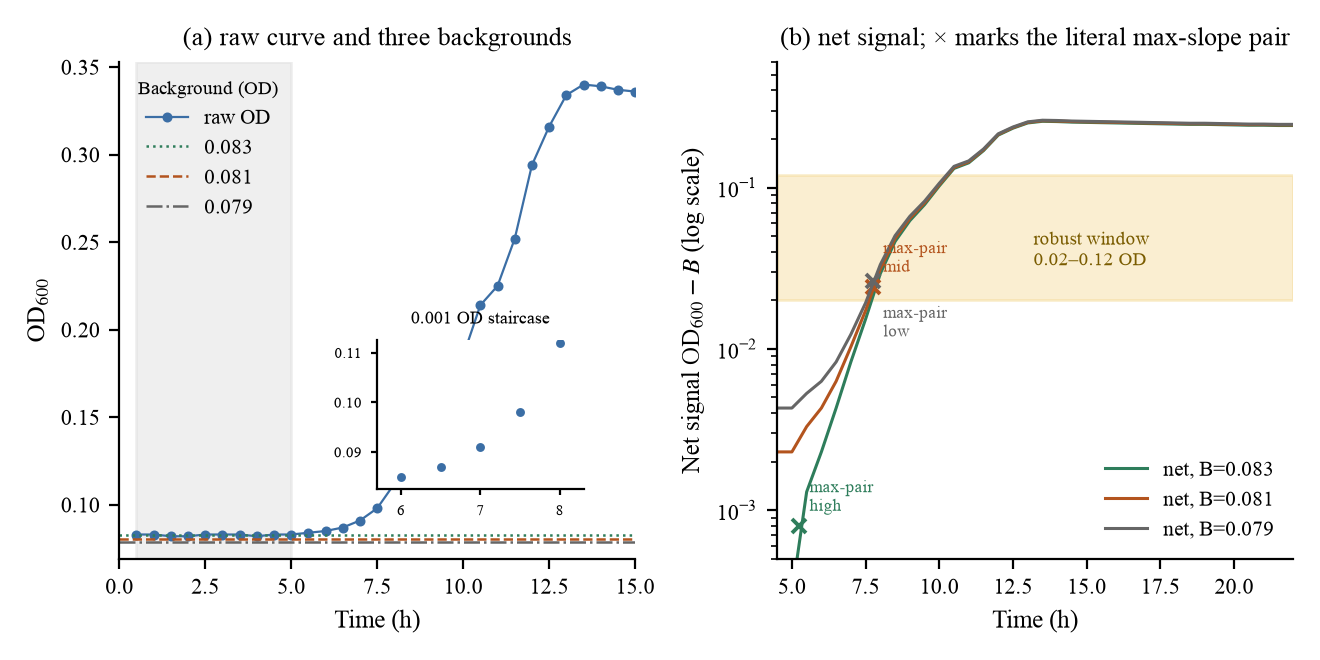 (a) raw curve and three backgrounds
0.35
0.30
0.25
0.20
0.15
0.10
OD600
Background (OD)
raw OD
0.083
0.081
0.079
0.001 OD staircase
0.11
0.10
0.09
6
7
8
0.0
2.5
5.0
7.5
10.0
12.5
15.0
Time (h)
(b) net signal; × marks the literal max-slope pair
Net signal OD600 − B (log scale)
10−1
10−2
10−3
max-pair
mid
robust window
0.02–0.12 OD
max-pair
low
max-pair
high
net, B=0.083
net, B=0.081
net, B=0.079
5.0
7.5
10.0
12.5
15.0
17.5
20.0
Time (h)